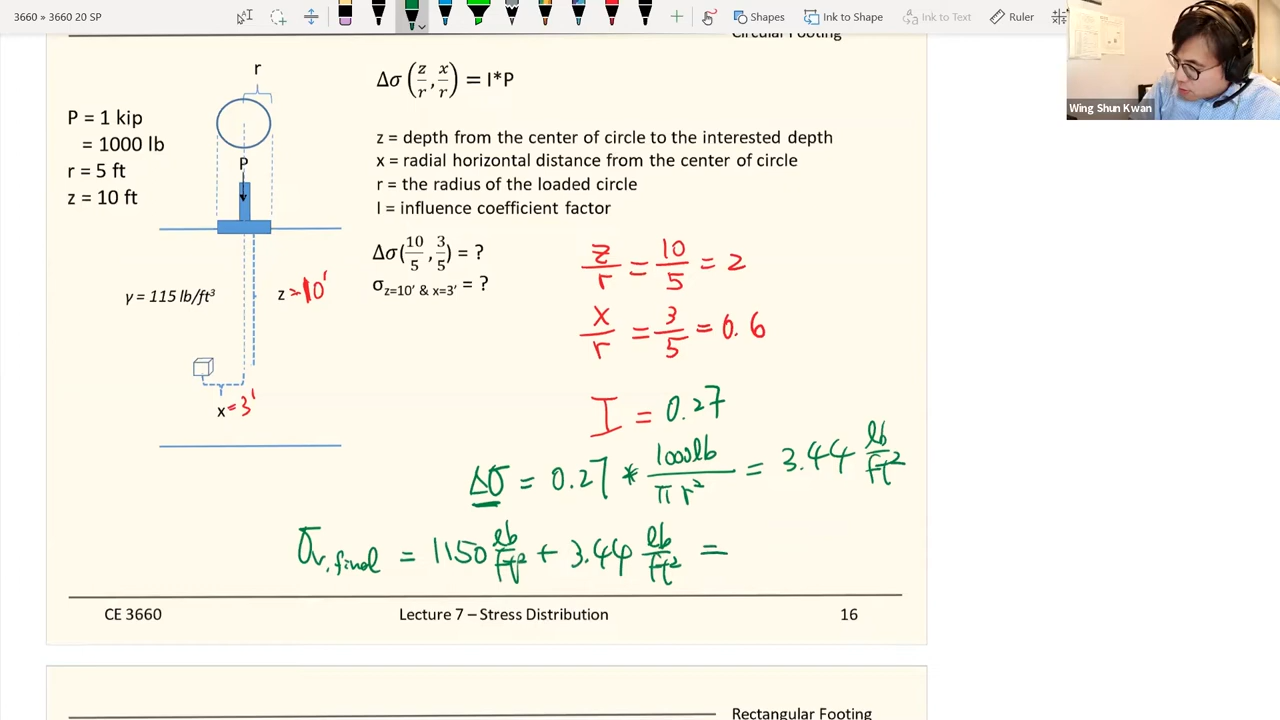 3660 » 3660 20 SP
Shapes
Ink to Shape
Ink to Text
Ruler
Wing Shun Kwan
Circular Footing
r
P = 1 kip
= 1000 lb
r = 5 ft
z = 10 ft
P
γ = 115 lb/ft³
z = 10'
x = 3'
Δσ (z/r, x/r) = I*P
z = depth from the center of circle to the interested depth
x = radial horizontal distance from the center of circle
r = the radius of the loaded circle
I = influence coefficient factor
Δσ(10/5, 3/5) = ?
σz=10' & x=3' = ?
z/r = 10/5 = 2
x/r = 3/5 = 0.6
I = 0.27
Δσ = 0.27 * 1000lb/πr² = 3.44 lb/ft²
σv,final = 1150 lb/ft² + 3.44 lb/ft² =
CE 3660
Lecture 7 – Stress Distribution
16
Rectangular Footing